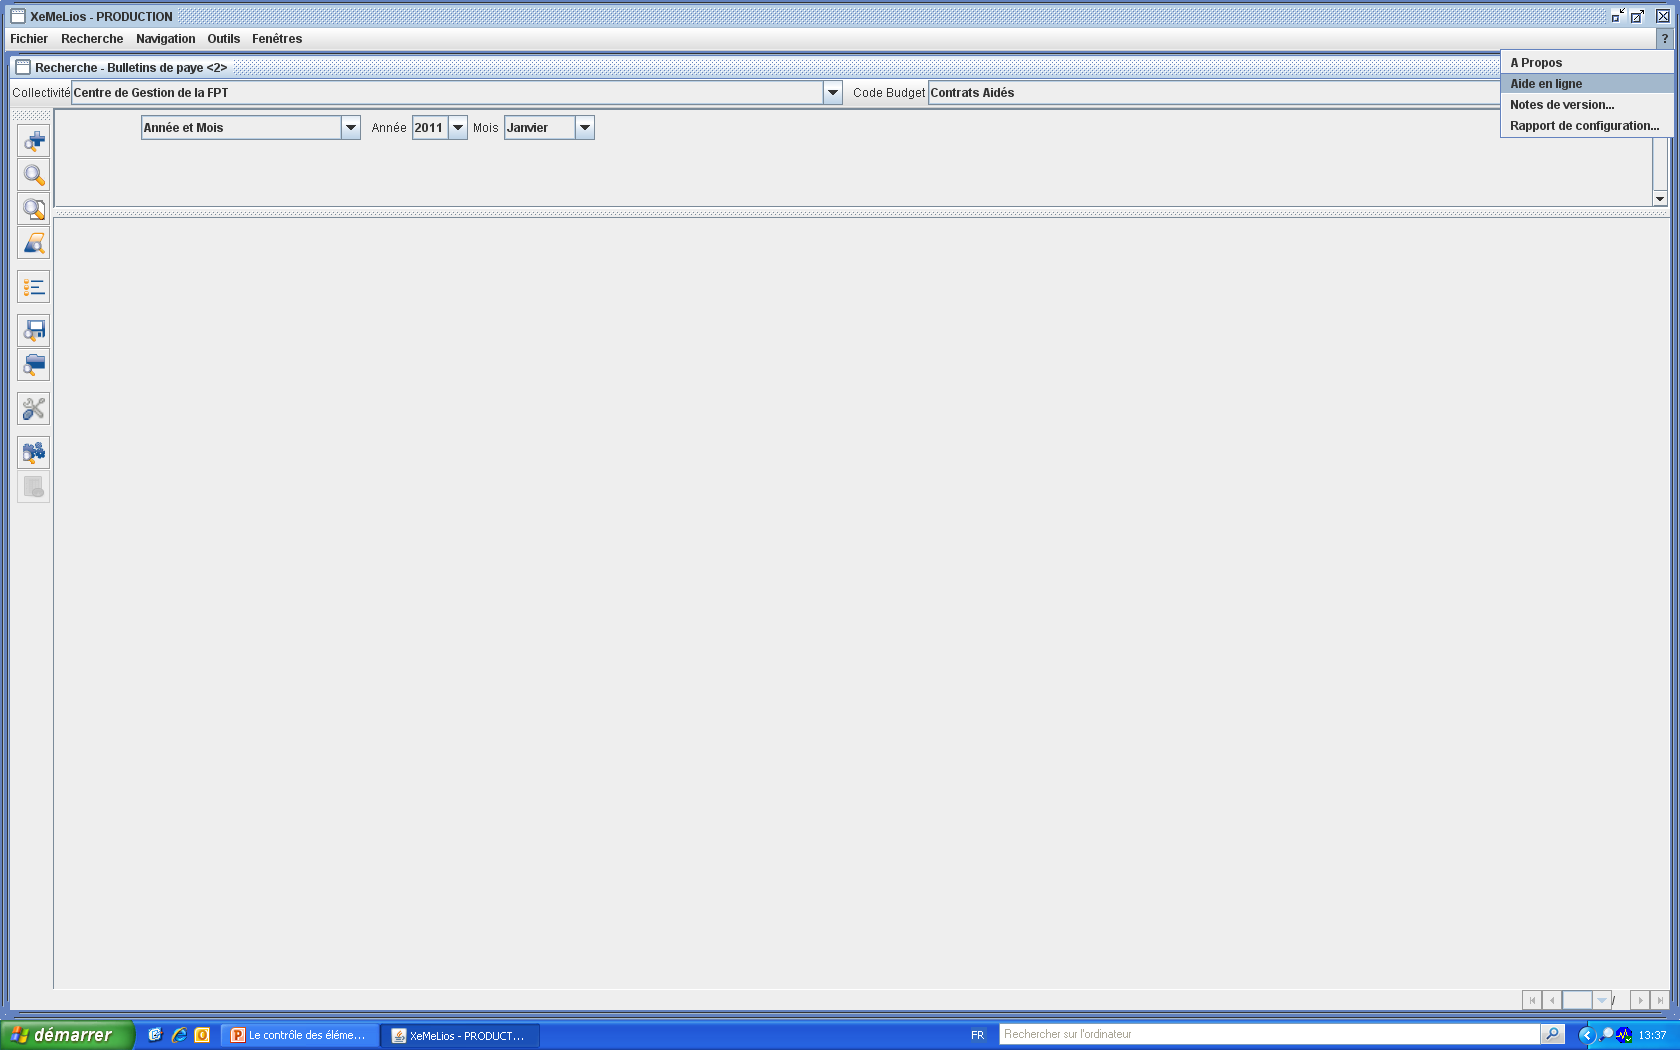 XeMeLios - PRODUCTION
Fichier Recherche Navigation Outils Fenêtres ?
A Propos
Aide en ligne
Notes de version...
Rapport de configuration...
Recherche - Bulletins de paye <2>
Collectivité Centre de Gestion de la FPT Code Budget Contrats Aidés
Année et Mois Année 2011 Mois Janvier
/
démarrer Le contrôle des éléme... XeMeLios - PRODUCT... FR Rechercher sur l'ordinateur 13:37